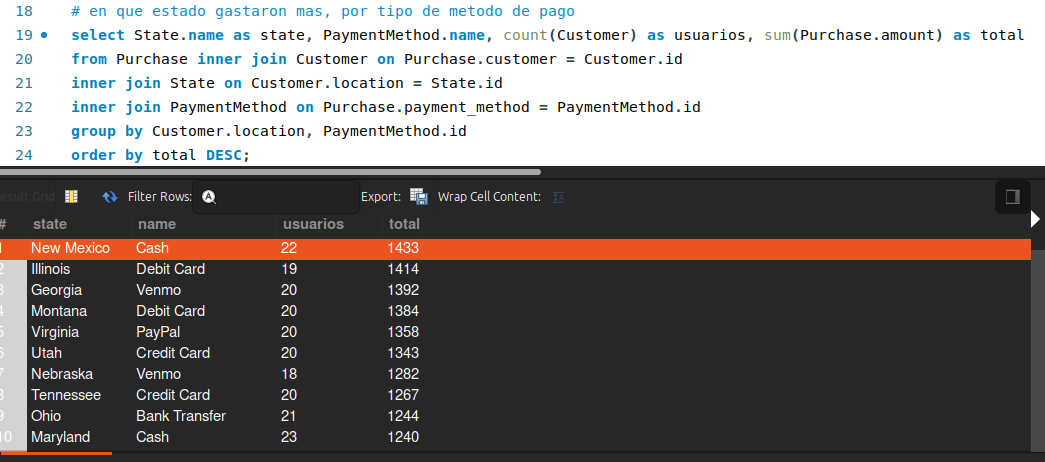 18 # en que estado gastaron mas, por tipo de metodo de pago
19 select State.name as state, PaymentMethod.name, count(Customer) as usuarios, sum(Purchase.amount) as total
20 from Purchase inner join Customer on Purchase.customer = Customer.id
21 inner join State on Customer.location = State.id
22 inner join PaymentMethod on Purchase.payment_method = PaymentMethod.id
23 group by Customer.location, PaymentMethod.id
24 order by total DESC;
esult Grid Filter Rows: Export: Wrap Cell Content:
# state name usuarios total
1 New Mexico Cash 22 1433
2 Illinois Debit Card 19 1414
3 Georgia Venmo 20 1392
4 Montana Debit Card 20 1384
5 Virginia PayPal 20 1358
6 Utah Credit Card 20 1343
7 Nebraska Venmo 18 1282
8 Tennessee Credit Card 20 1267
9 Ohio Bank Transfer 21 1244
10 Maryland Cash 23 1240